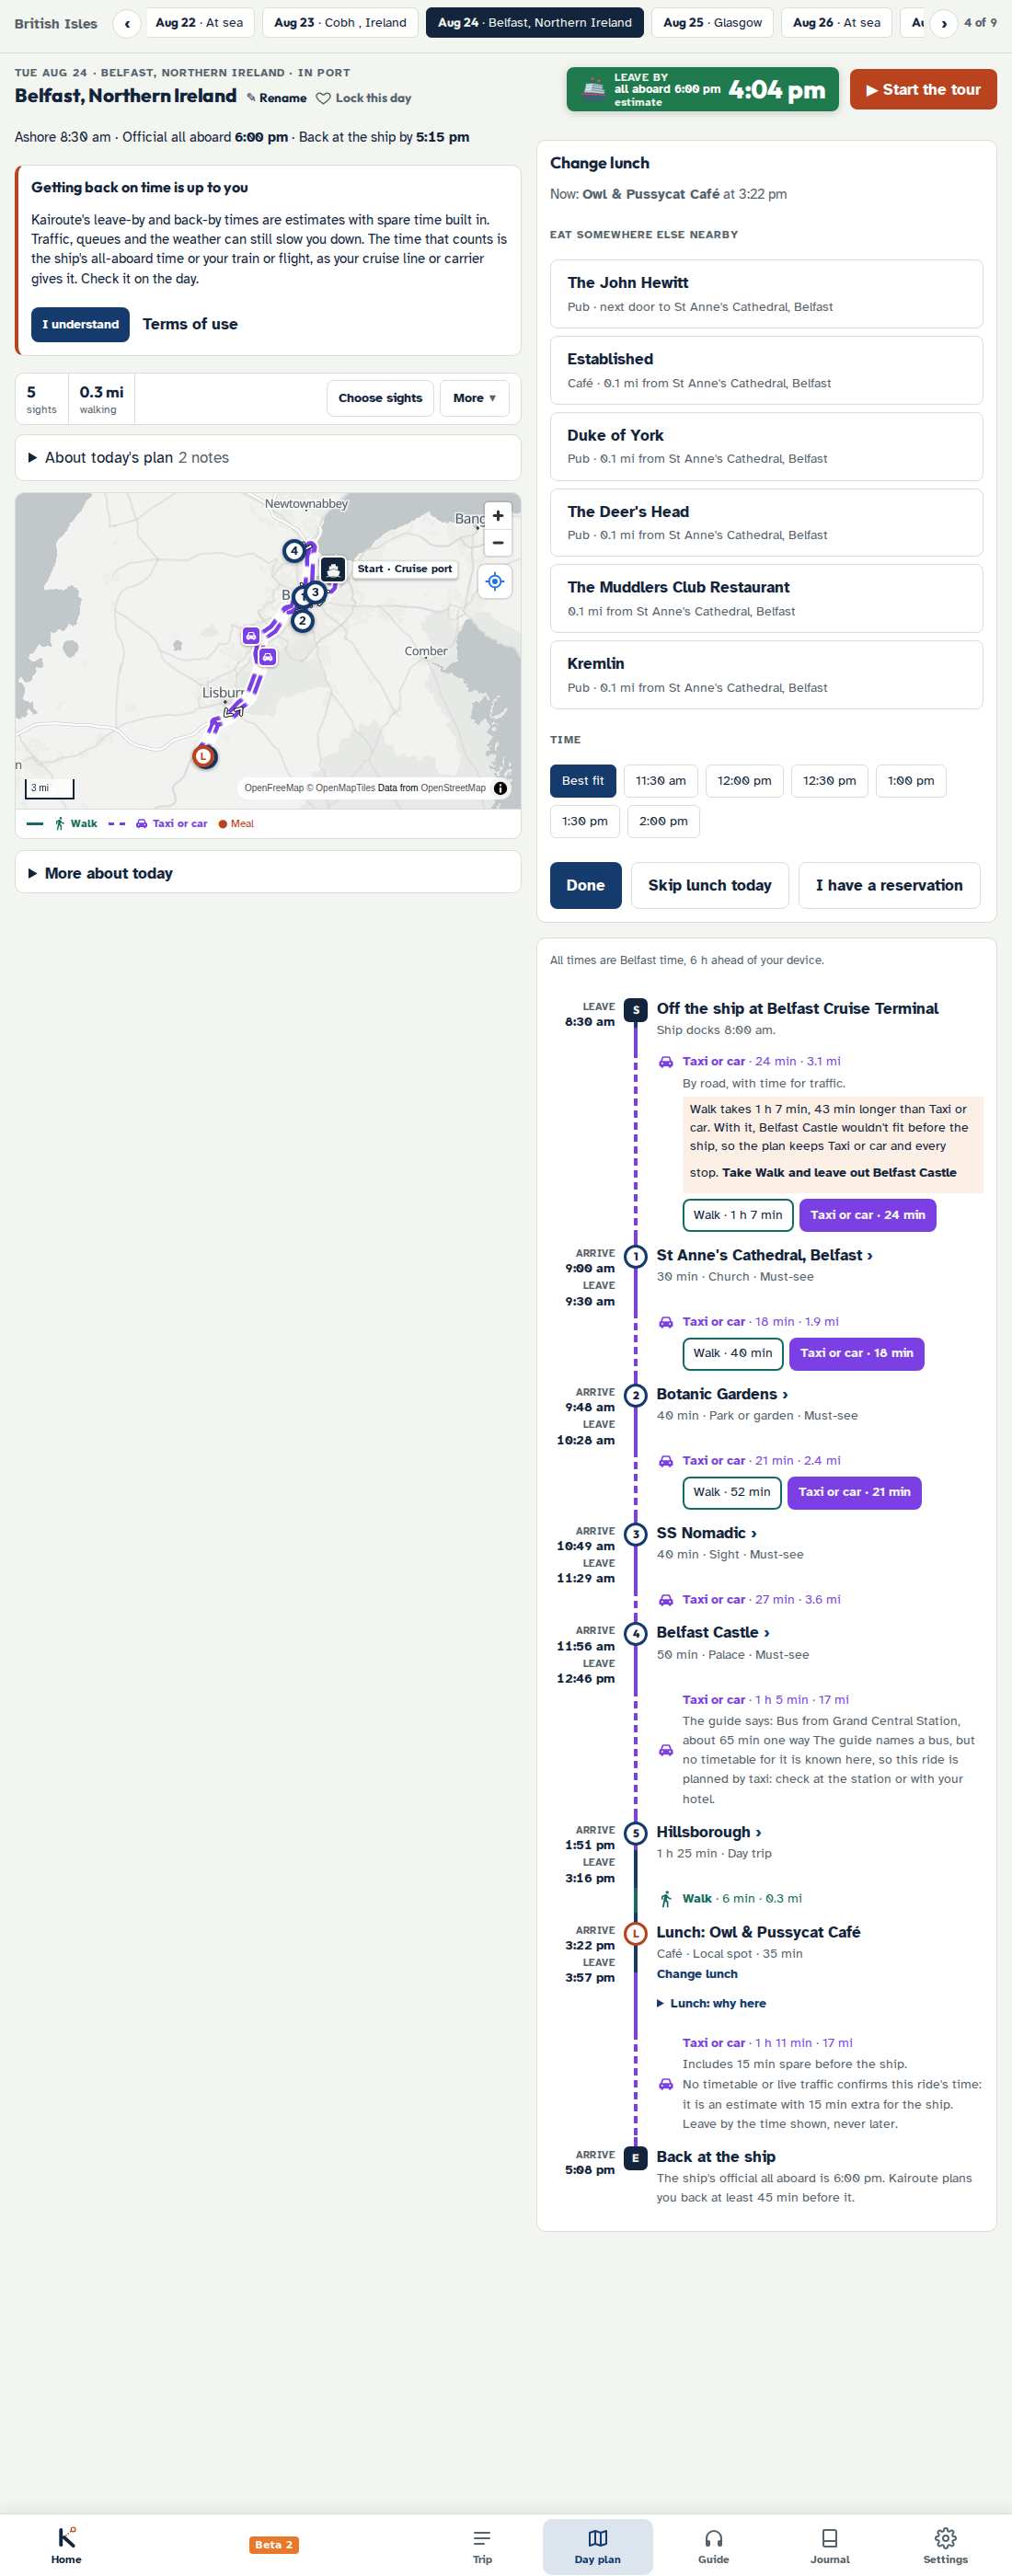 British Isles
‹
Aug 22 · At sea
Aug 23 · Cobh , Ireland
Aug 24 · Belfast, Northern Ireland
Aug 25 · Glasgow
Aug 26 · At sea
›
4 of 9
TUE AUG 24 · BELFAST, NORTHERN IRELAND · IN PORT
Belfast, Northern Ireland
✎ Rename
Lock this day
LEAVE BY
all aboard 6:00 pm
estimate
4:04 pm
▶ Start the tour
Ashore 8:30 am · Official all aboard 6:00 pm · Back at the ship by 5:15 pm
Getting back on time is up to you
Kairoute's leave-by and back-by times are estimates with spare time built in.
Traffic, queues and the weather can still slow you down. The time that counts is
the ship's all-aboard time or your train or flight, as your cruise line or carrier
gives it. Check it on the day.
I understand
Terms of use
5
sights
0.3 mi
walking
Choose sights
More ▾
▶ About today's plan 2 notes
Newtownabbey
Bang
4
Start · Cruise port
B
3
2
Comber
Lisburn
L
n
3 mi
OpenFreeMap © OpenMapTiles Data from OpenStreetMap
+
−
Walk
Taxi or car
Meal
▶ More about today
Change lunch
Now: Owl & Pussycat Café at 3:22 pm
EAT SOMEWHERE ELSE NEARBY
The John Hewitt
Pub · next door to St Anne's Cathedral, Belfast
Established
Café · 0.1 mi from St Anne's Cathedral, Belfast
Duke of York
Pub · 0.1 mi from St Anne's Cathedral, Belfast
The Deer's Head
Pub · 0.1 mi from St Anne's Cathedral, Belfast
The Muddlers Club Restaurant
0.1 mi from St Anne's Cathedral, Belfast
Kremlin
Pub · 0.1 mi from St Anne's Cathedral, Belfast
TIME
Best fit
11:30 am
12:00 pm
12:30 pm
1:00 pm
1:30 pm
2:00 pm
Done
Skip lunch today
I have a reservation
All times are Belfast time, 6 h ahead of your device.
LEAVE
8:30 am
S
Off the ship at Belfast Cruise Terminal
Ship docks 8:00 am.
Taxi or car · 24 min · 3.1 mi
By road, with time for traffic.
Walk takes 1 h 7 min, 43 min longer than Taxi or
car. With it, Belfast Castle wouldn't fit before the
ship, so the plan keeps Taxi or car and every
stop. Take Walk and leave out Belfast Castle
Walk · 1 h 7 min
Taxi or car · 24 min
ARRIVE
9:00 am
LEAVE
9:30 am
1
St Anne's Cathedral, Belfast ›
30 min · Church · Must-see
Taxi or car · 18 min · 1.9 mi
Walk · 40 min
Taxi or car · 18 min
ARRIVE
9:48 am
LEAVE
10:28 am
2
Botanic Gardens ›
40 min · Park or garden · Must-see
Taxi or car · 21 min · 2.4 mi
Walk · 52 min
Taxi or car · 21 min
ARRIVE
10:49 am
LEAVE
11:29 am
3
SS Nomadic ›
40 min · Sight · Must-see
Taxi or car · 27 min · 3.6 mi
ARRIVE
11:56 am
LEAVE
12:46 pm
4
Belfast Castle ›
50 min · Palace · Must-see
Taxi or car · 1 h 5 min · 17 mi
The guide says: Bus from Grand Central Station,
about 65 min one way The guide names a bus, but
no timetable for it is known here, so this ride is
planned by taxi: check at the station or with your
hotel.
ARRIVE
1:51 pm
LEAVE
3:16 pm
5
Hillsborough ›
1 h 25 min · Day trip
Walk · 6 min · 0.3 mi
ARRIVE
3:22 pm
LEAVE
3:57 pm
L
Lunch: Owl & Pussycat Café
Café · Local spot · 35 min
Change lunch
▶ Lunch: why here
Taxi or car · 1 h 11 min · 17 mi
Includes 15 min spare before the ship.
No timetable or live traffic confirms this ride's time:
it is an estimate with 15 min extra for the ship.
Leave by the time shown, never later.
ARRIVE
5:08 pm
E
Back at the ship
The ship's official all aboard is 6:00 pm. Kairoute plans
you back at least 45 min before it.
Home
Beta 2
Trip
Day plan
Guide
Journal
Settings